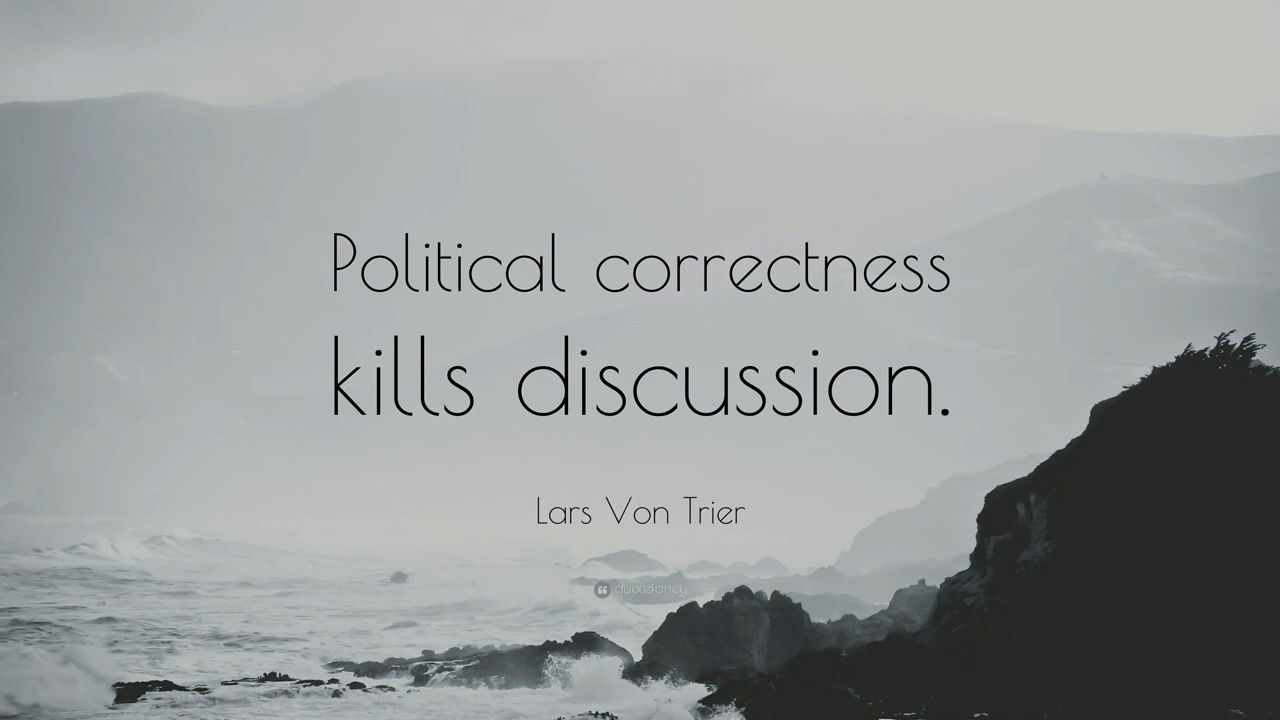 Political correctness
kills discussion.
Lars Von Trier
quotefancy